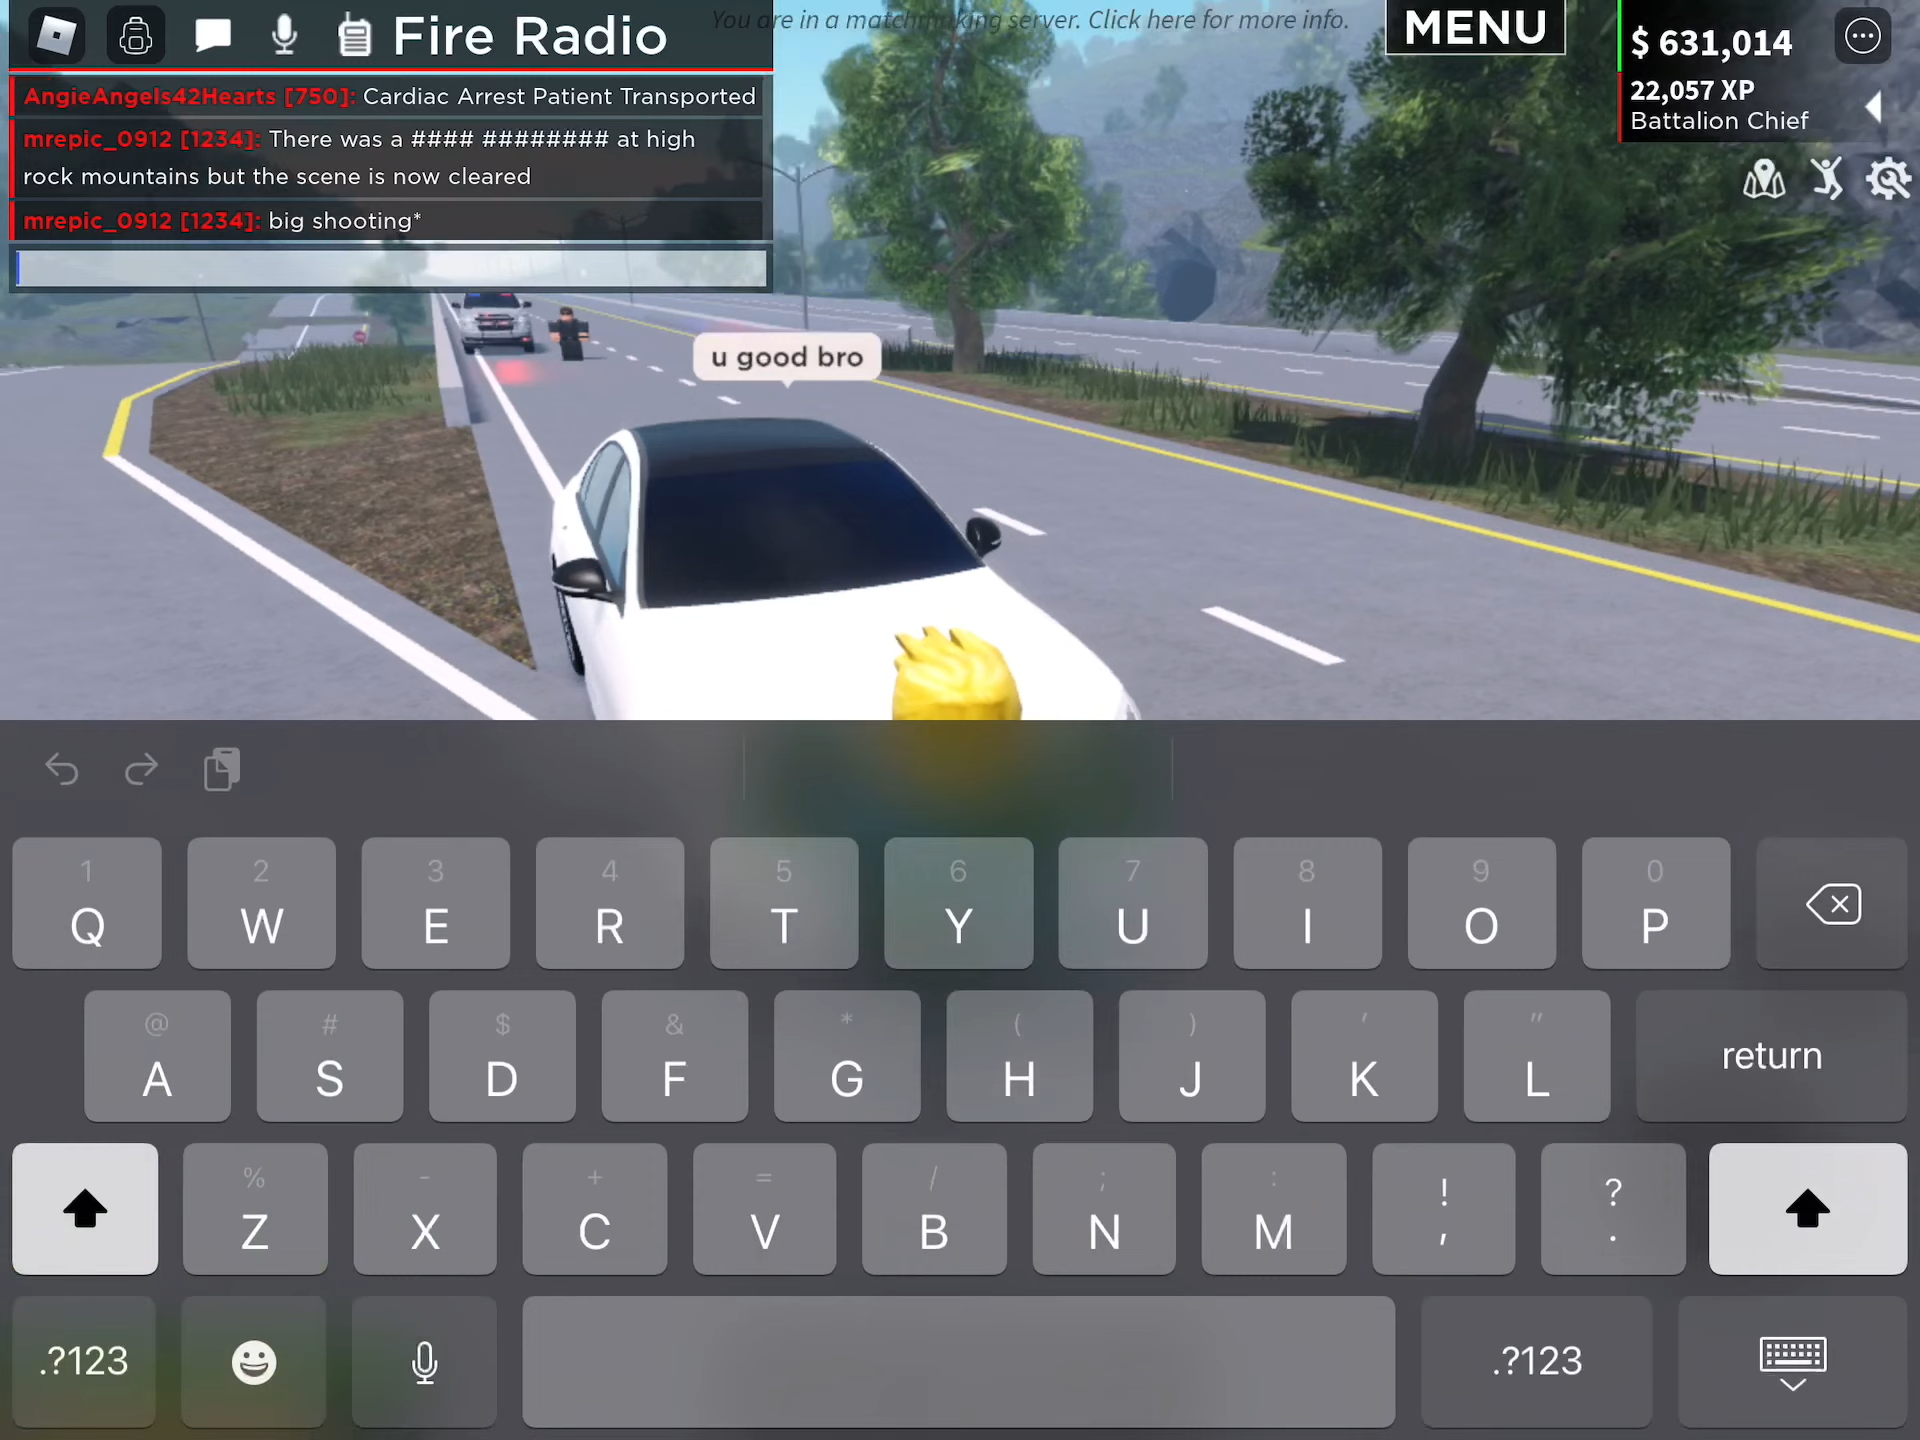 Fire Radio
You are in a matchmaking server. Click here for more info.
MENU
$ 631,014
22,057 XP
Battalion Chief
AngieAngels42Hearts [750]: Cardiac Arrest Patient Transported
mrepic_0912 [1234]: There was a #### ######## at high
rock mountains but the scene is now cleared
mrepic_0912 [1234]: big shooting*
u good bro
1 2 3 4 5 6 7 8 9 0
Q W E R T Y U I O P
@ # $ & * ( ) ' "
A S D F G H J K L return
% - + = / ; : ! ?
Z X C V B N M , .
.?123 .?123